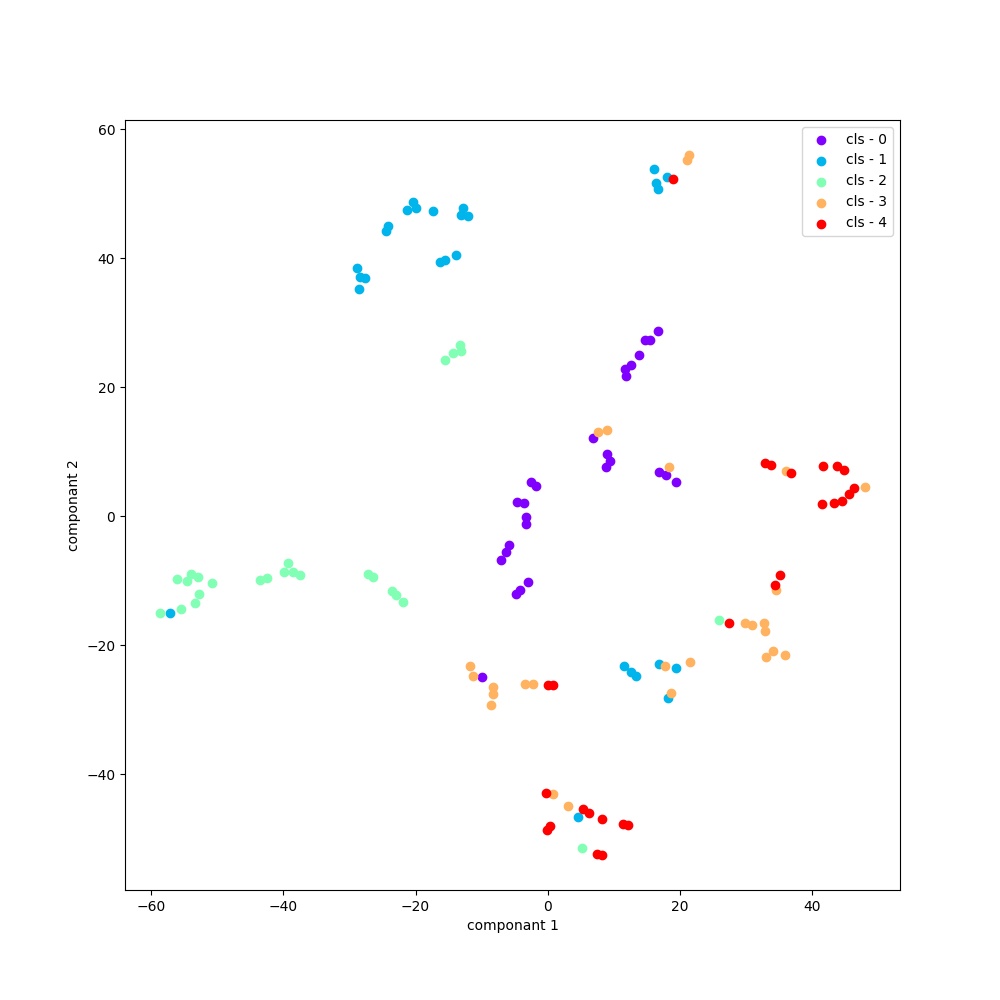 60
40
20
0
−20
−40
−60
−40
−20
0
20
40
componant 1
componant 2
cls - 0
cls - 1
cls - 2
cls - 3
cls - 4